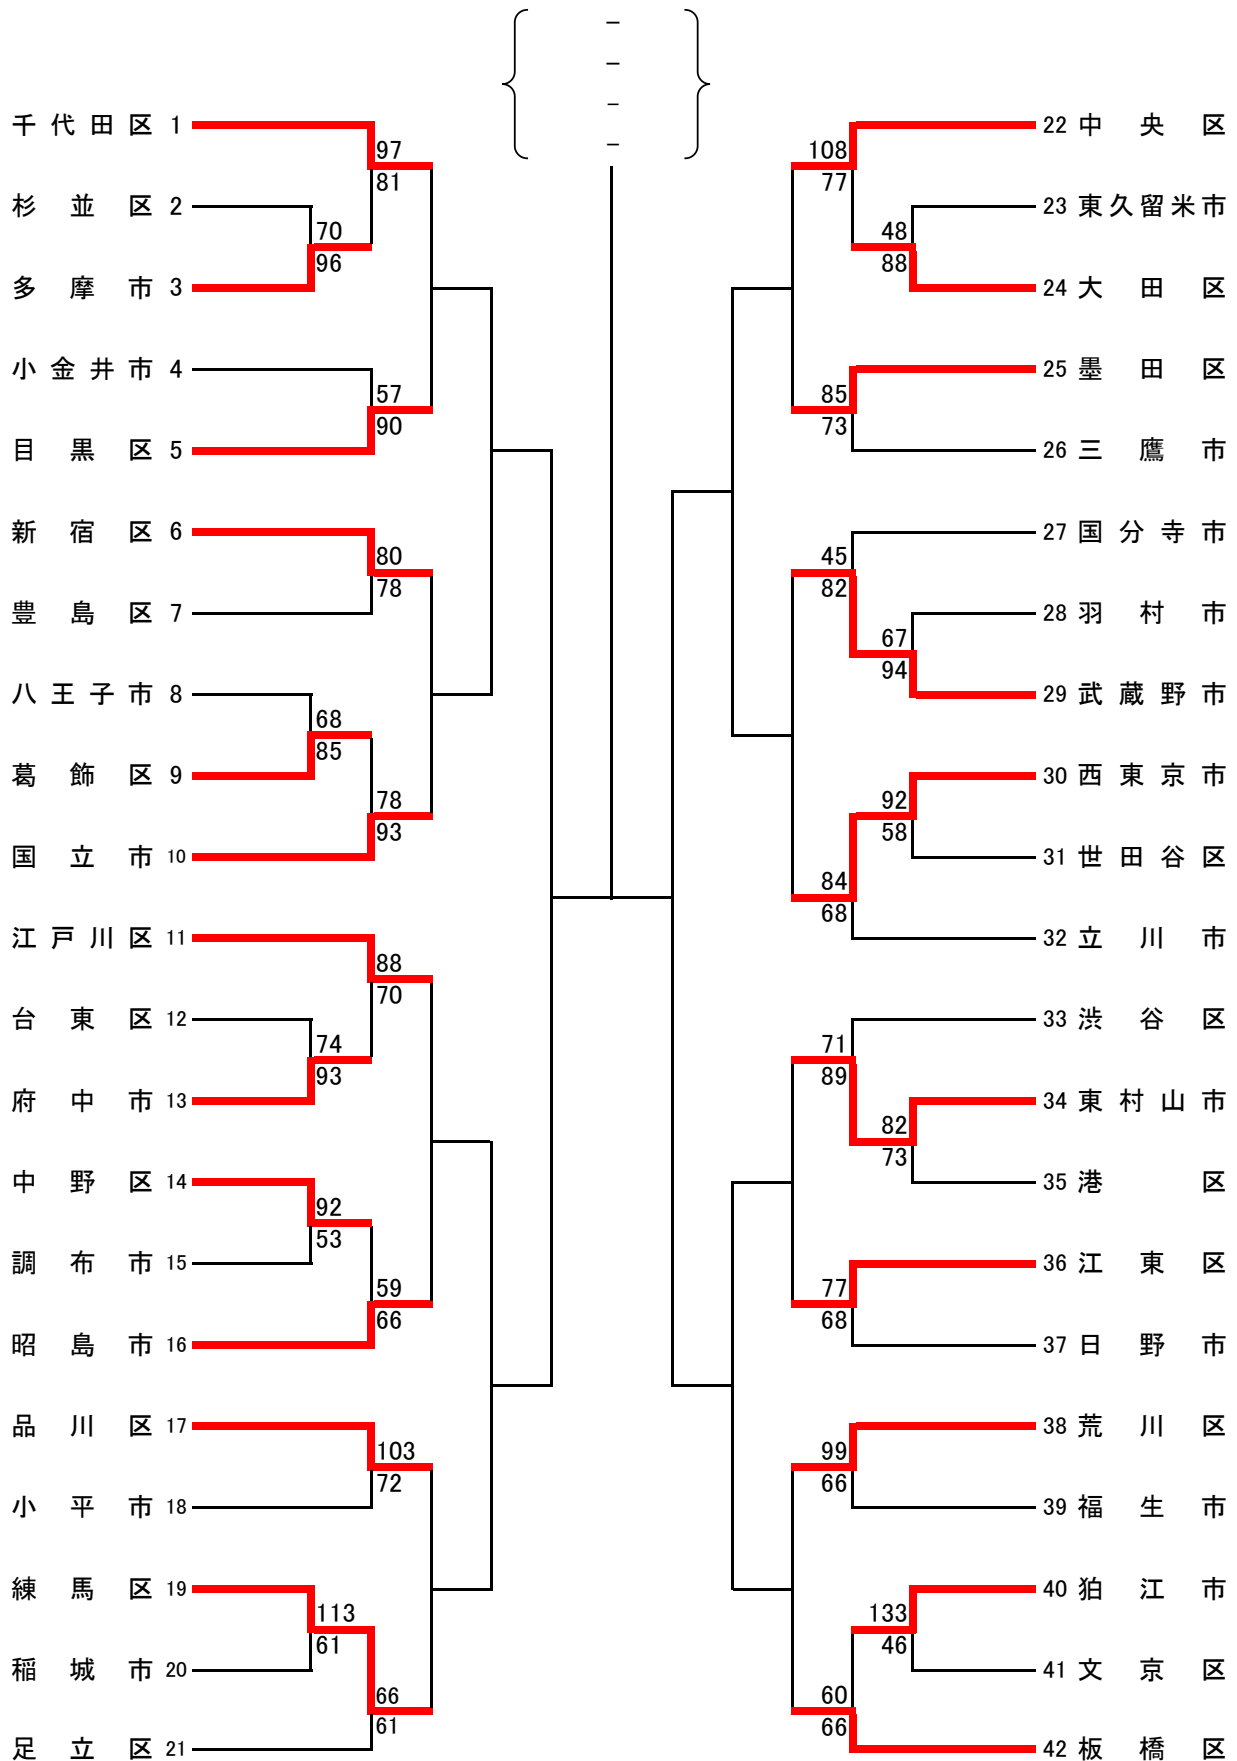 －
－
－
－
千代田区 1
97
81
杉並区 2
70
96
多摩市 3
小金井市 4
57
90
目黒区 5
新宿区 6
80
78
豊島区 7
八王子市 8
68
85
葛飾区 9
78
93
国立市 10
江戸川区 11
88
70
台東区 12
74
93
府中市 13
中野区 14
92
53
調布市 15
59
66
昭島市 16
品川区 17
103
72
小平市 18
練馬区 19
113
61
稲城市 20
66
61
足立区 21
22 中央区
108
77
23 東久留米市
48
88
24 大田区
25 墨田区
85
73
26 三鷹市
27 国分寺市
45
82
28 羽村市
67
94
29 武蔵野市
30 西東京市
92
58
31 世田谷区
84
68
32 立川市
33 渋谷区
71
89
34 東村山市
82
73
35 港区
36 江東区
77
68
37 日野市
38 荒川区
99
66
39 福生市
40 狛江市
133
46
41 文京区
60
66
42 板橋区